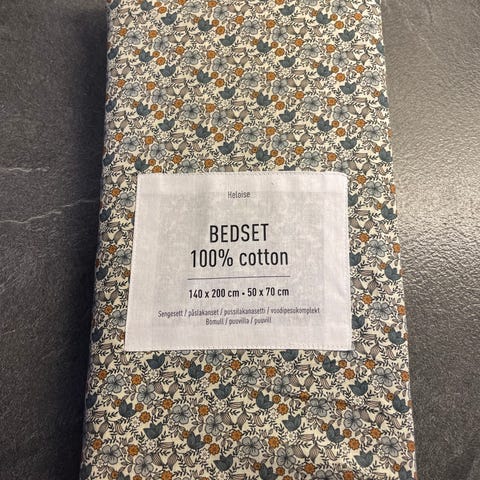 Heloise
BEDSET
100% cotton
140 x 200 cm • 50 x 70 cm
Sengesett / påslakanset / pussilakanasetti / voodipesukomplekt
Bomull / puuvilla / puuvill